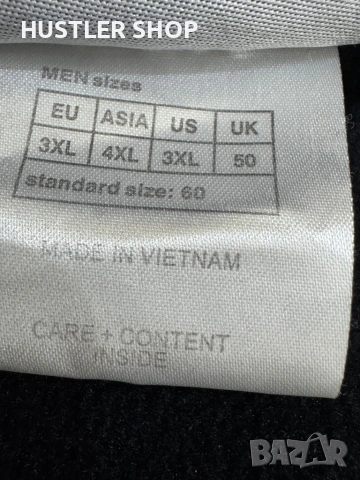 HUSTLER SHOP
MEN sizes
EU ASIA US UK
3XL 4XL 3XL 50
standard size: 60
MADE IN VIETNAM
CARE + CONTENT
INSIDE
BAZAR